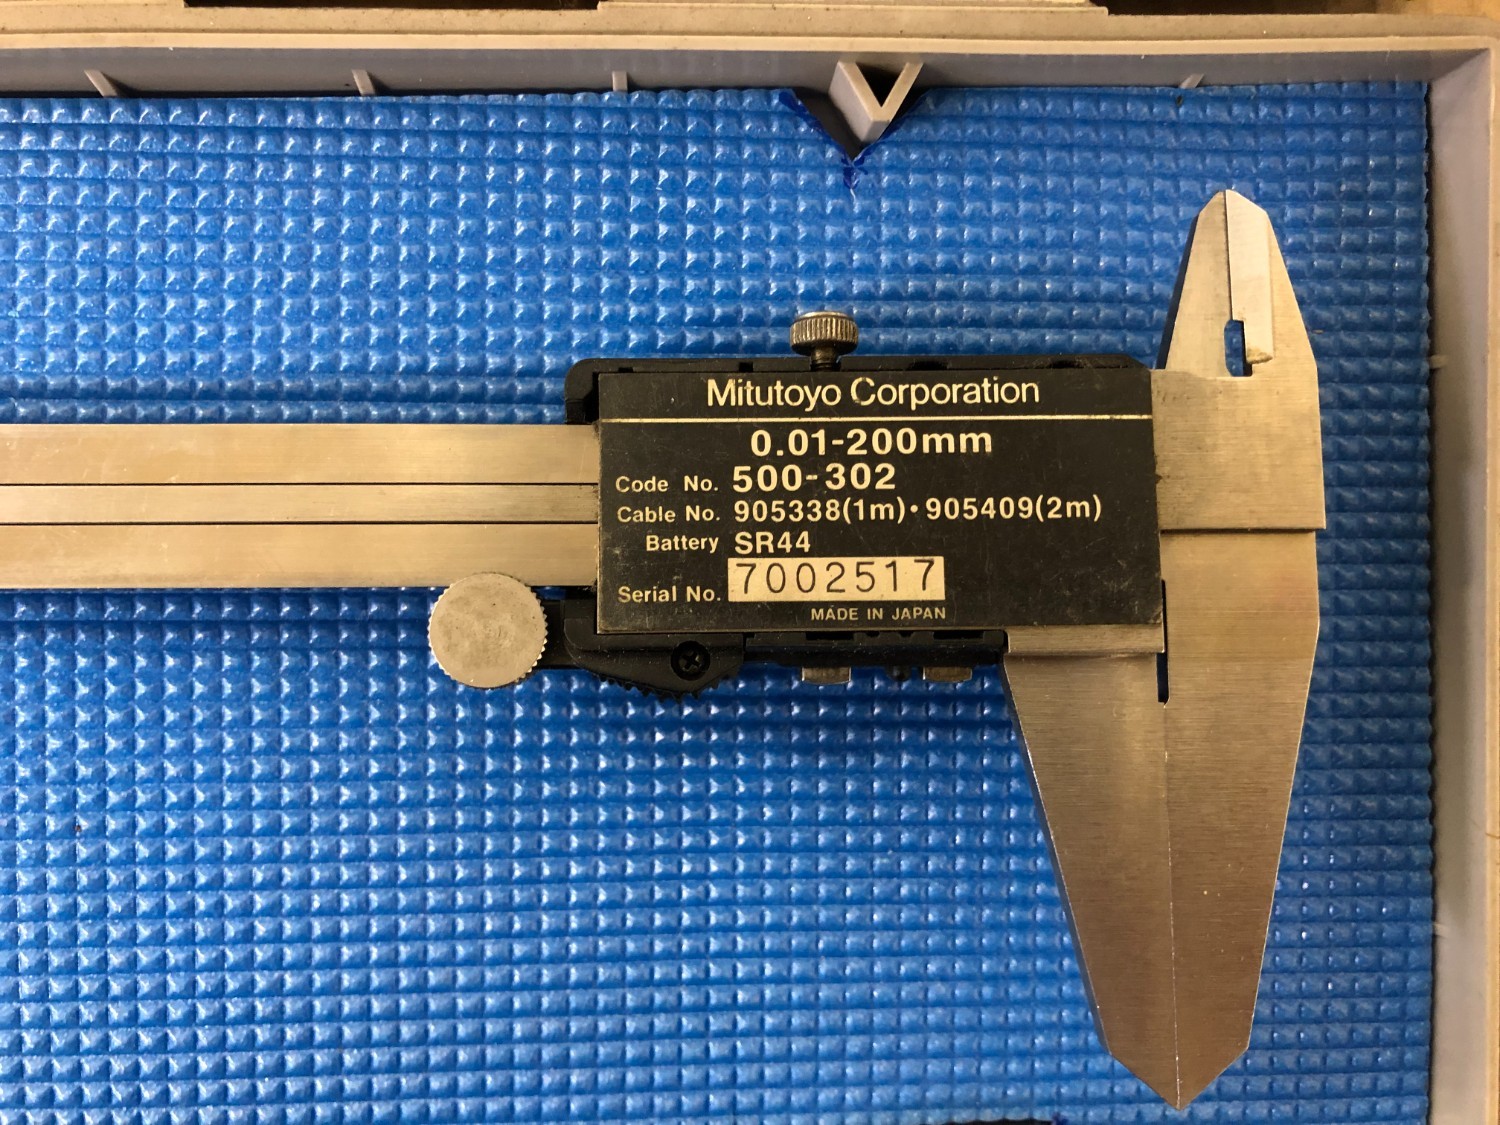 Mitutoyo Corporation
0.01-200mm
Code No. 500-302
Cable No. 905338(1m)・905409(2m)
Battery SR44
Serial No. 7002517
MADE IN JAPAN